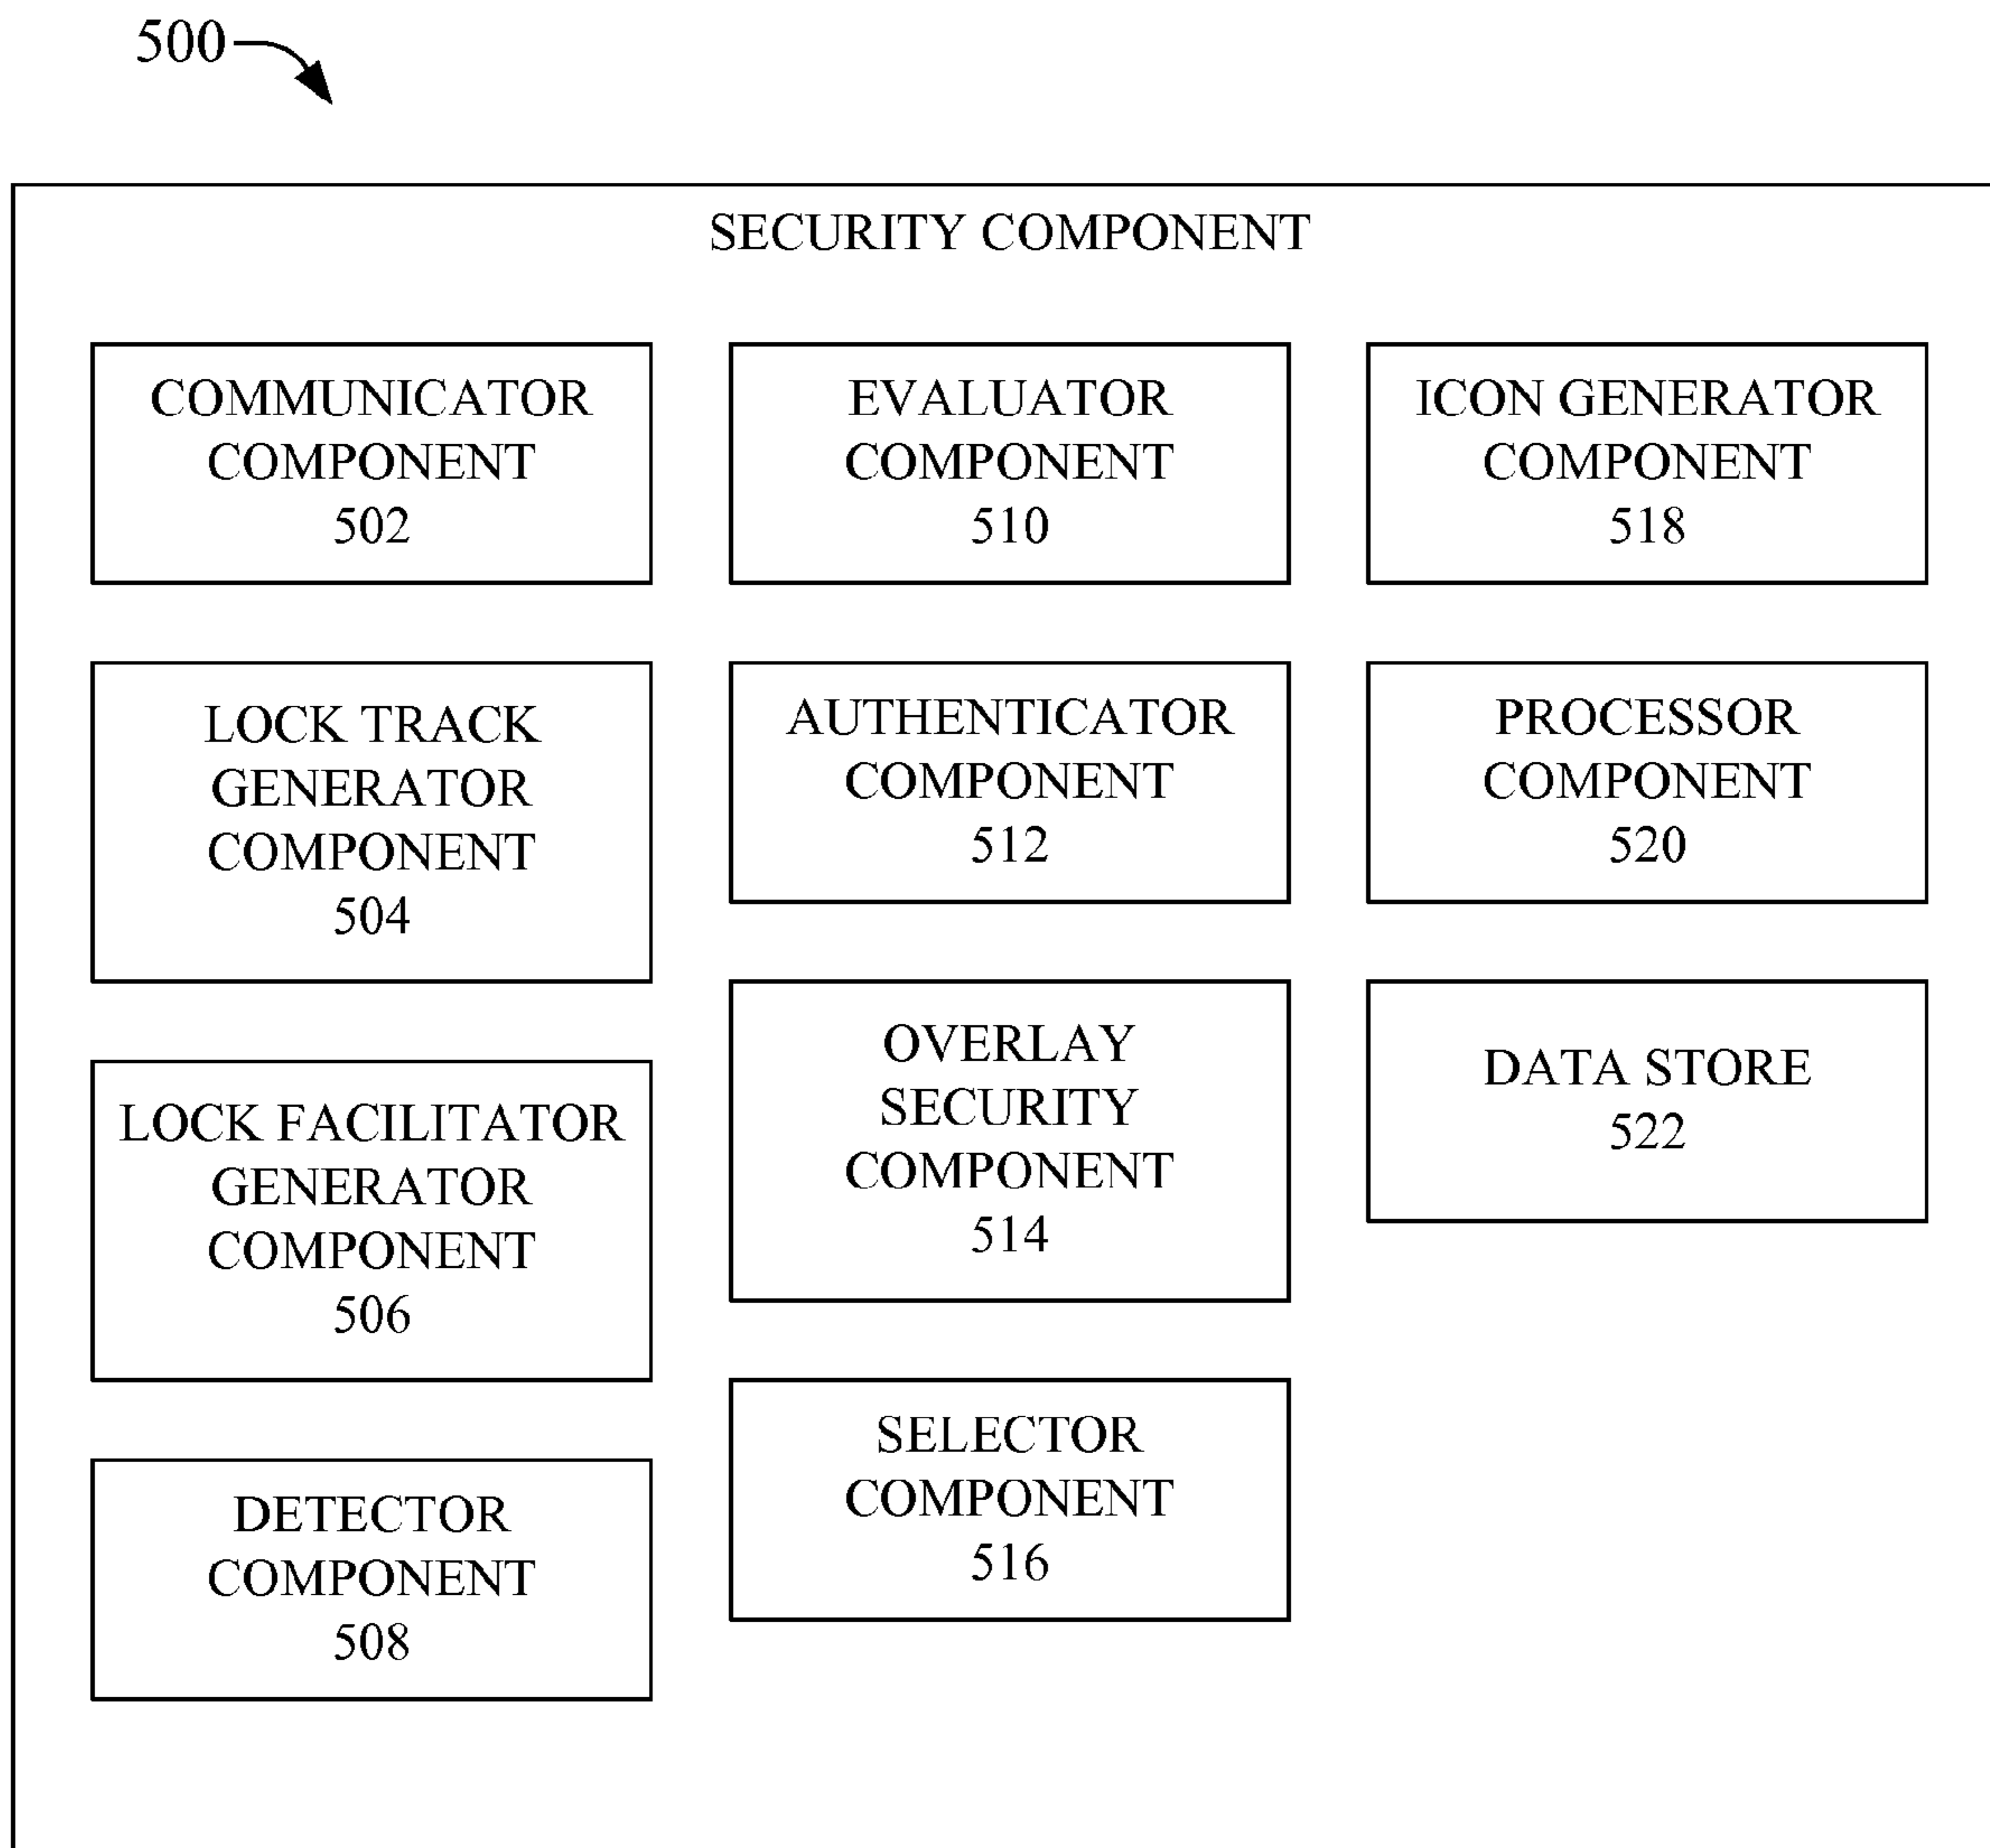 500
SECURITY COMPONENT
COMMUNICATOR
COMPONENT
502
LOCK TRACK
GENERATOR
COMPONENT
504
LOCK FACILITATOR
GENERATOR
COMPONENT
506
DETECTOR
COMPONENT
508
EVALUATOR
COMPONENT
510
AUTHENTICATOR
COMPONENT
512
OVERLAY
SECURITY
COMPONENT
514
SELECTOR
COMPONENT
516
ICON GENERATOR
COMPONENT
518
PROCESSOR
COMPONENT
520
DATA STORE
522